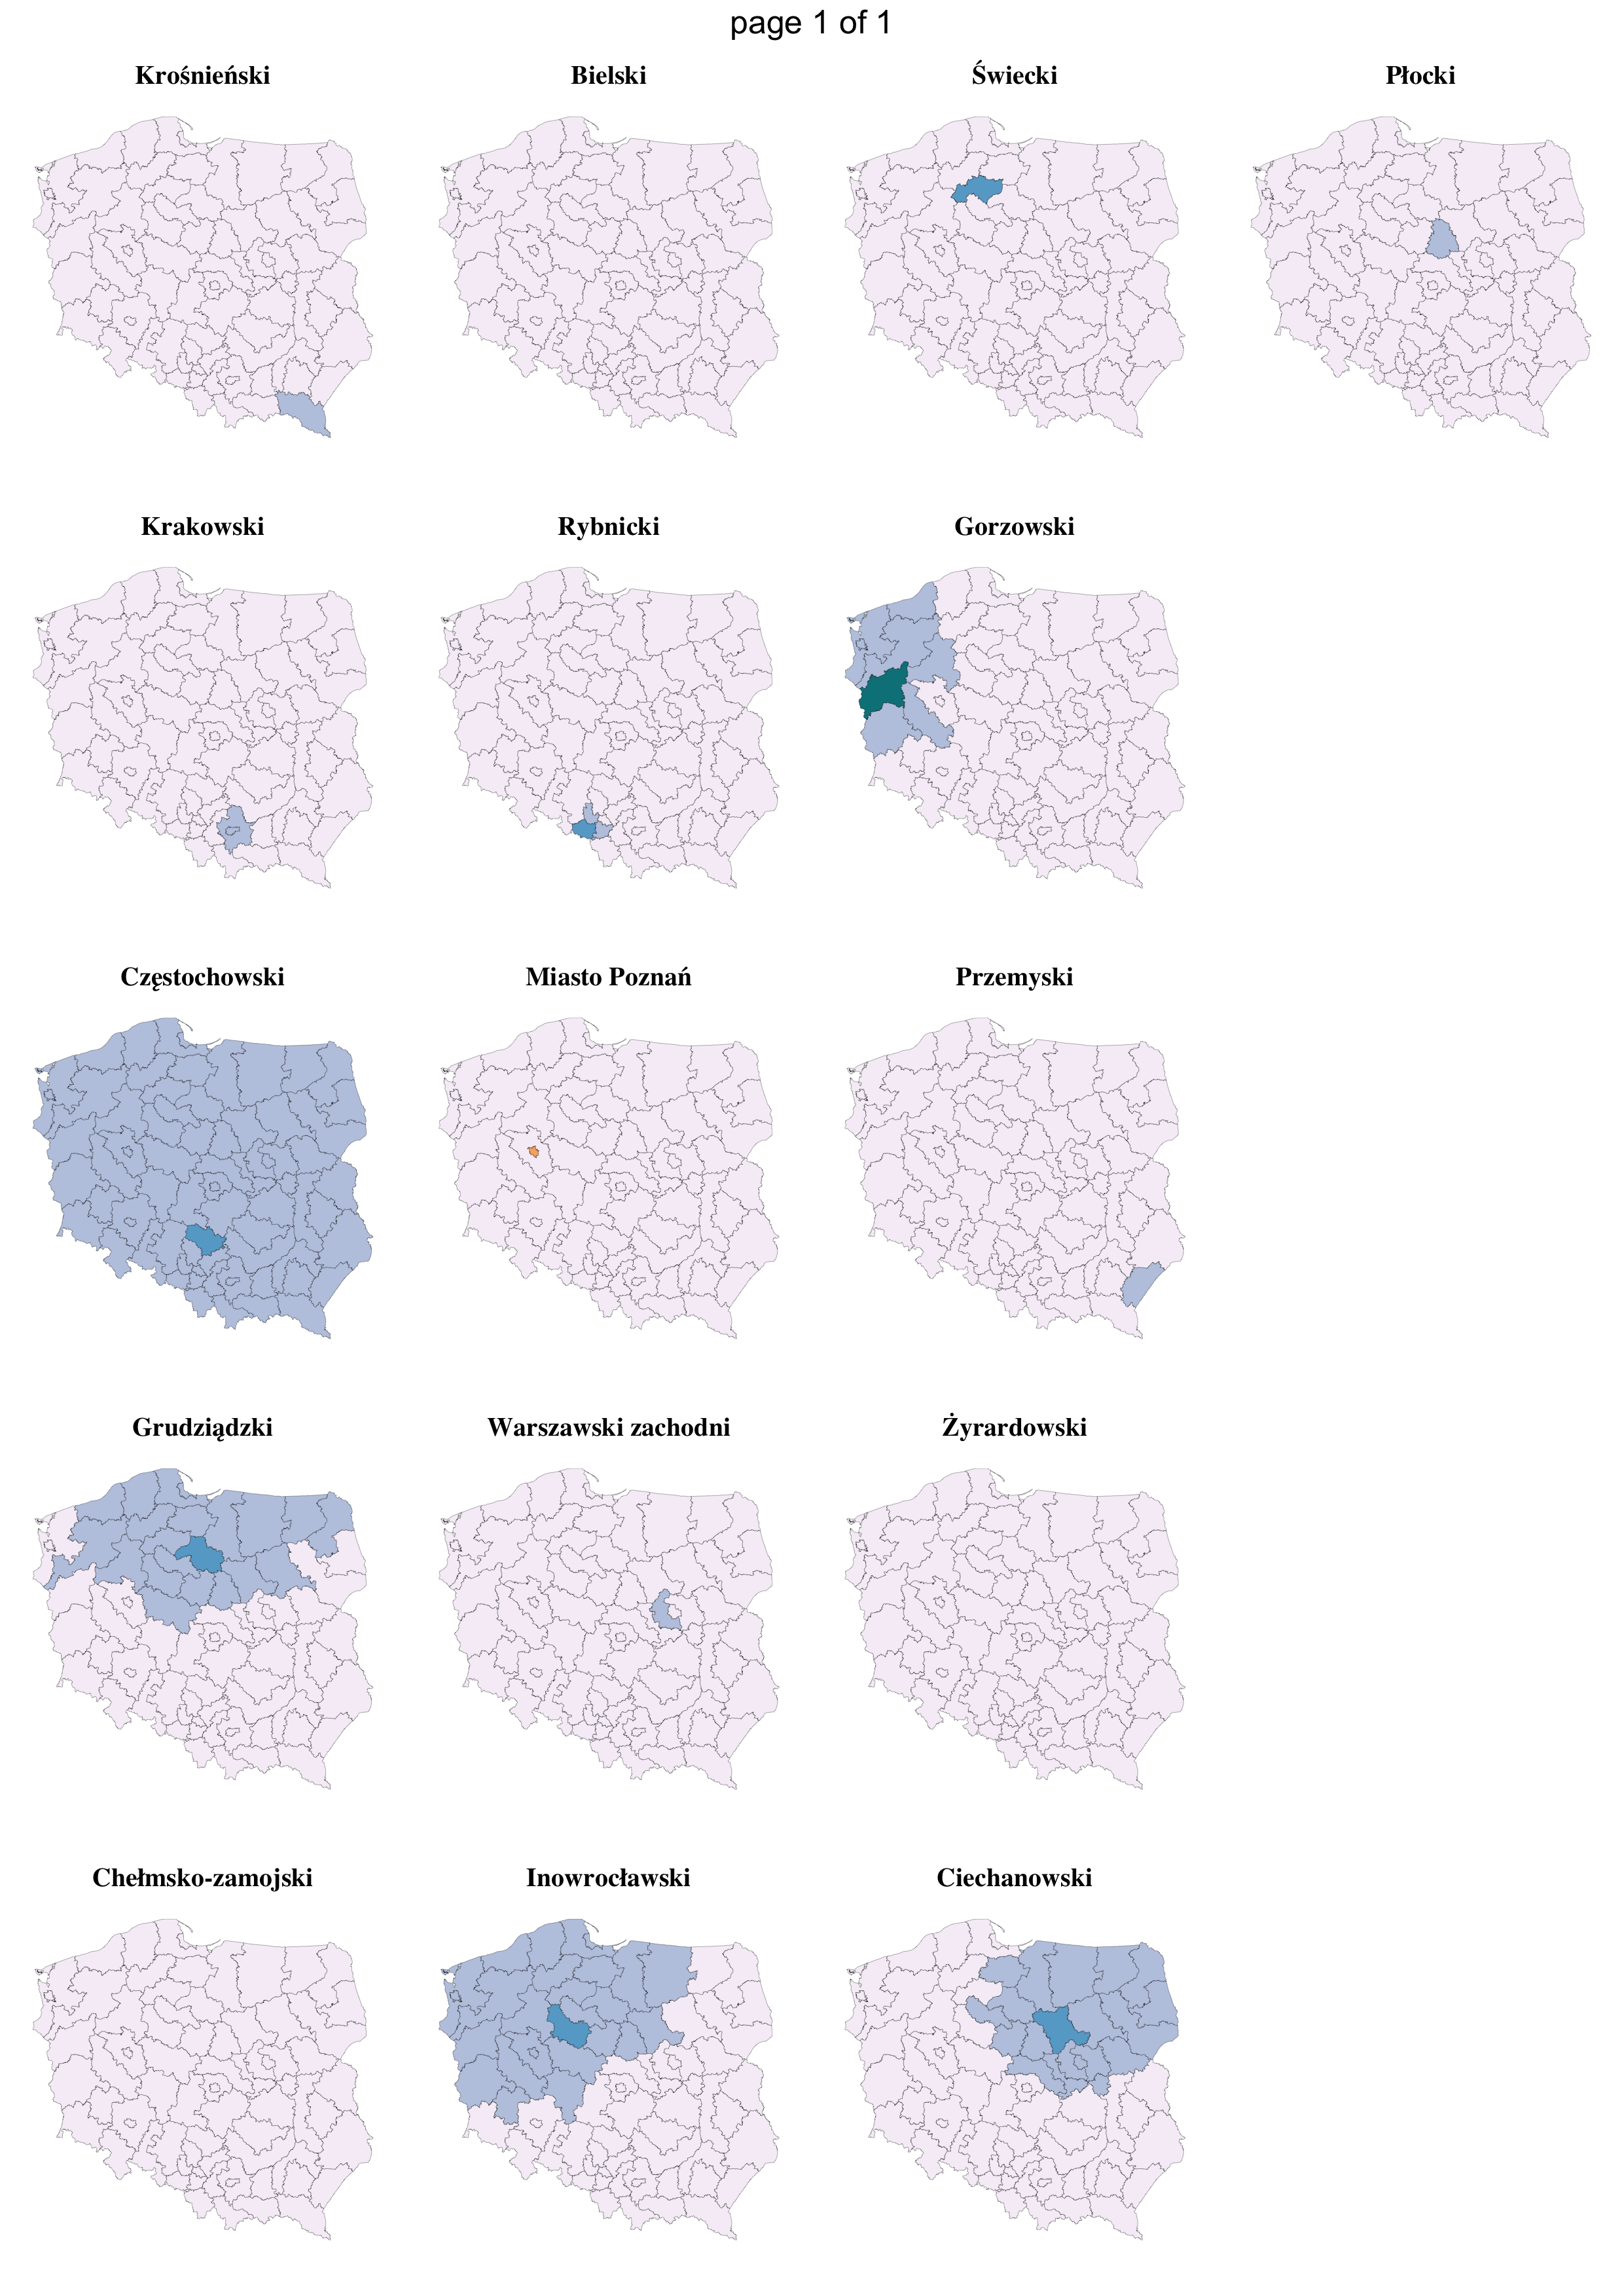 page 1 of 1
Krośnieński
Bielski
Świecki
Płocki
Krakowski
Rybnicki
Gorzowski
Częstochowski
Miasto Poznań
Przemyski
Grudziądzki
Warszawski zachodni
Żyrardowski
Chełmsko-zamojski
Inowrocławski
Ciechanowski